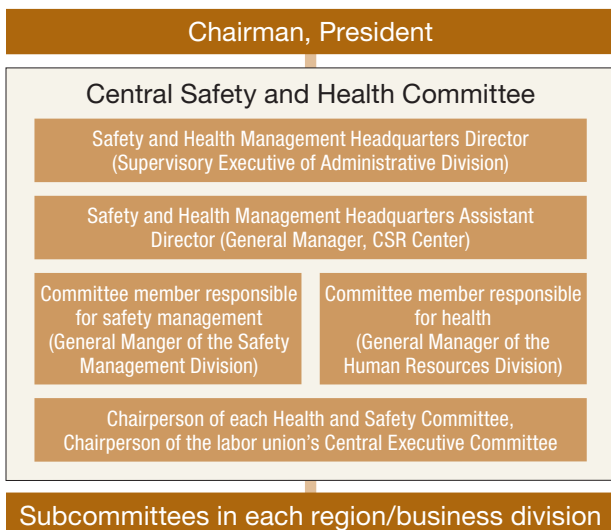 Chairman, President
Central Safety and Health Committee
Safety and Health Management Headquarters Director
(Supervisory Executive of Administrative Division)
Safety and Health Management Headquarters Assistant
Director (General Manager, CSR Center)
Committee member responsible
for safety management
(General Manger of the Safety
Management Division)
Committee member responsible
for health
(General Manager of the
Human Resources Division)
Chairperson of each Health and Safety Committee,
Chairperson of the labor union's Central Executive Committee
Subcommittees in each region/business division